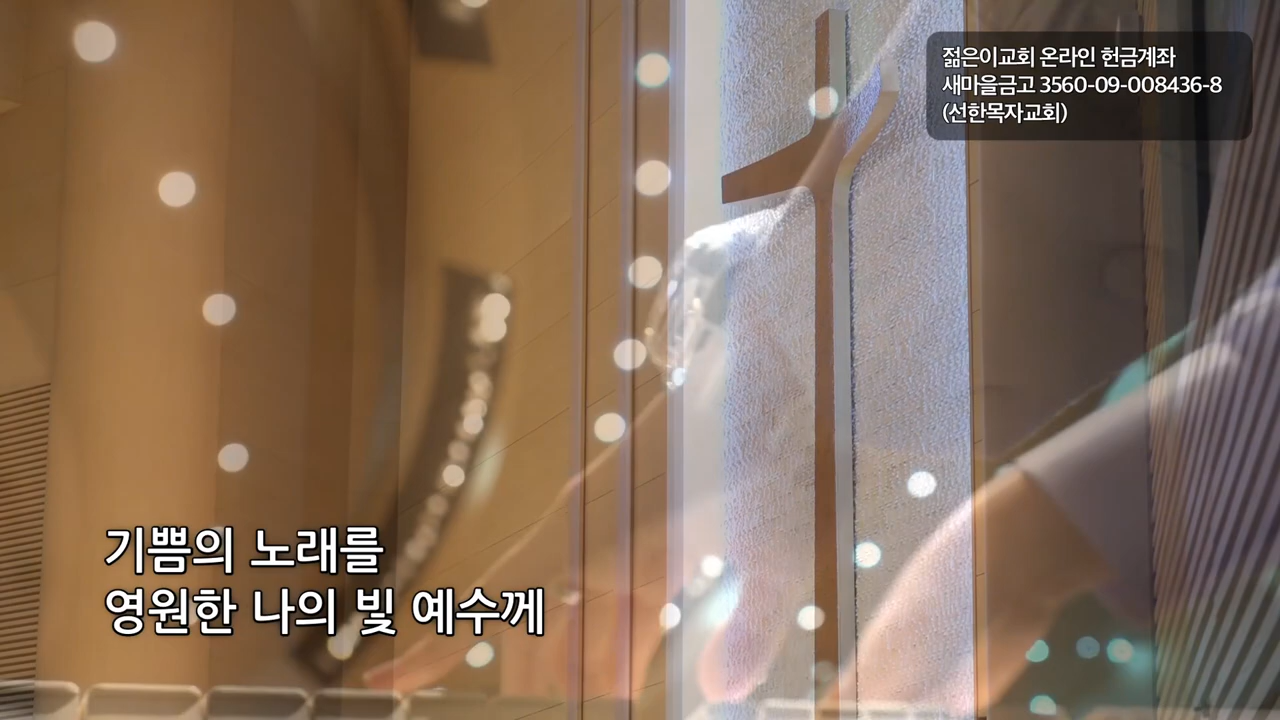 젊은이교회 온라인 헌금계좌
새마을금고 3560-09-008436-8
(선한목자교회)
기쁨의 노래를
영원한 나의 빛 예수께